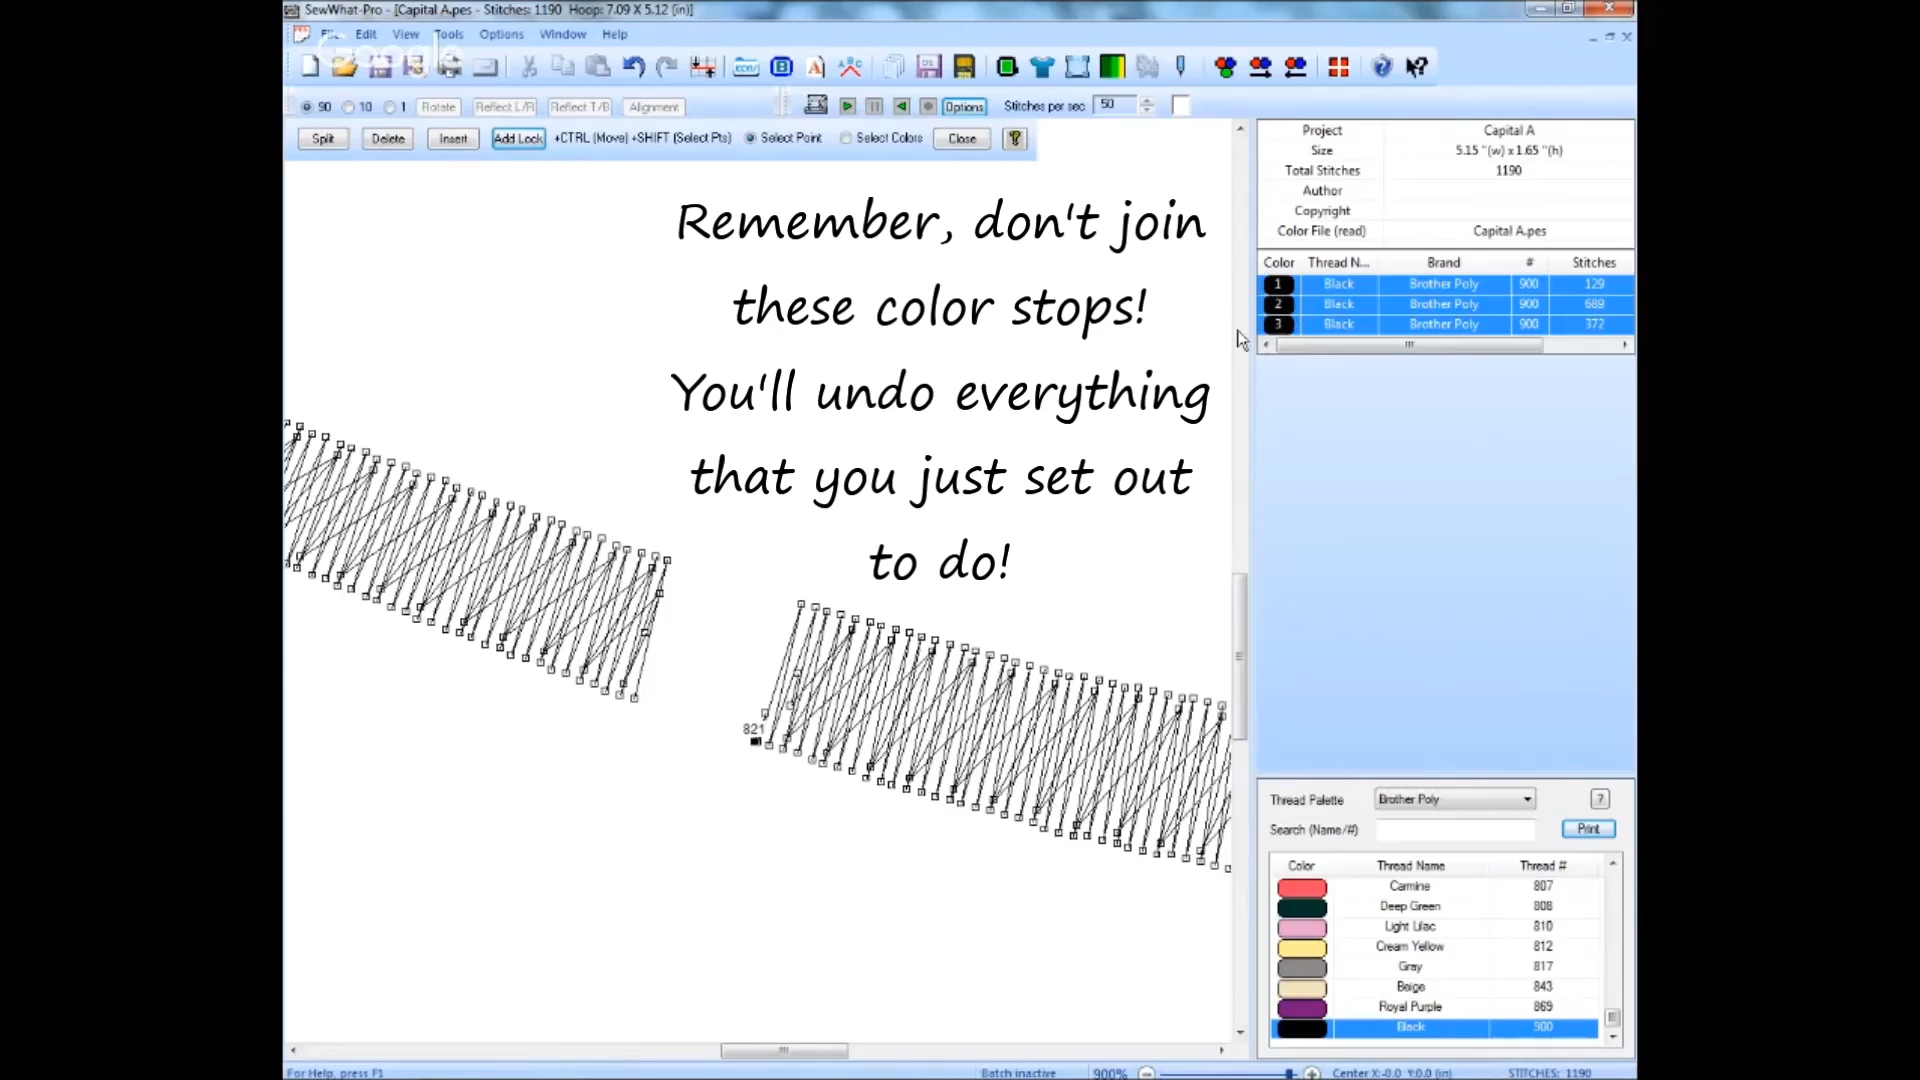 SewWhat-Pro - [Capital A.pes - Stitches: 1190 Hoop: 7.09 X 5.12 (in)]
Edit View Tools Options Window Help
Google
90 10 1 Rotate Reflect L/R Reflect T/B Alignment Options Stitches per sec 50
Split Delete Insert Add Lock +CTRL (Move) +SHIFT (Select Pts) Select Point Select Colors Close ?
Remember, don't join
these color stops!
You'll undo everything
that you just set out
to do!
821
Project Capital A
Size 5.15 "(w) x 1.65 "(h)
Total Stitches 1190
Author
Copyright
Color File (read) Capital A.pes
Color Thread N... Brand # Stitches
1 Black Brother Poly 900 129
2 Black Brother Poly 900 689
3 Black Brother Poly 900 372
Thread Palette Brother Poly ?
Search (Name/#) Print
Color Thread Name Thread #
Carmine 807
Deep Green 808
Light Lilac 810
Cream Yellow 812
Gray 817
Beige 843
Royal Purple 869
Black 900
For Help, press F1 Batch inactive 900% Center X:-0.0 Y:0.0 (in) STITCHES: 1190